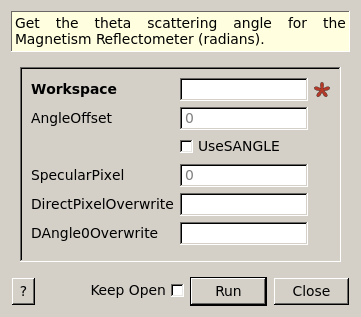 Get the theta scattering angle for the
Magnetism Reflectometer (radians).
Workspace *
AngleOffset 0
UseSANGLE
SpecularPixel 0
DirectPixelOverwrite
DAngle0Overwrite
? Keep Open Run Close